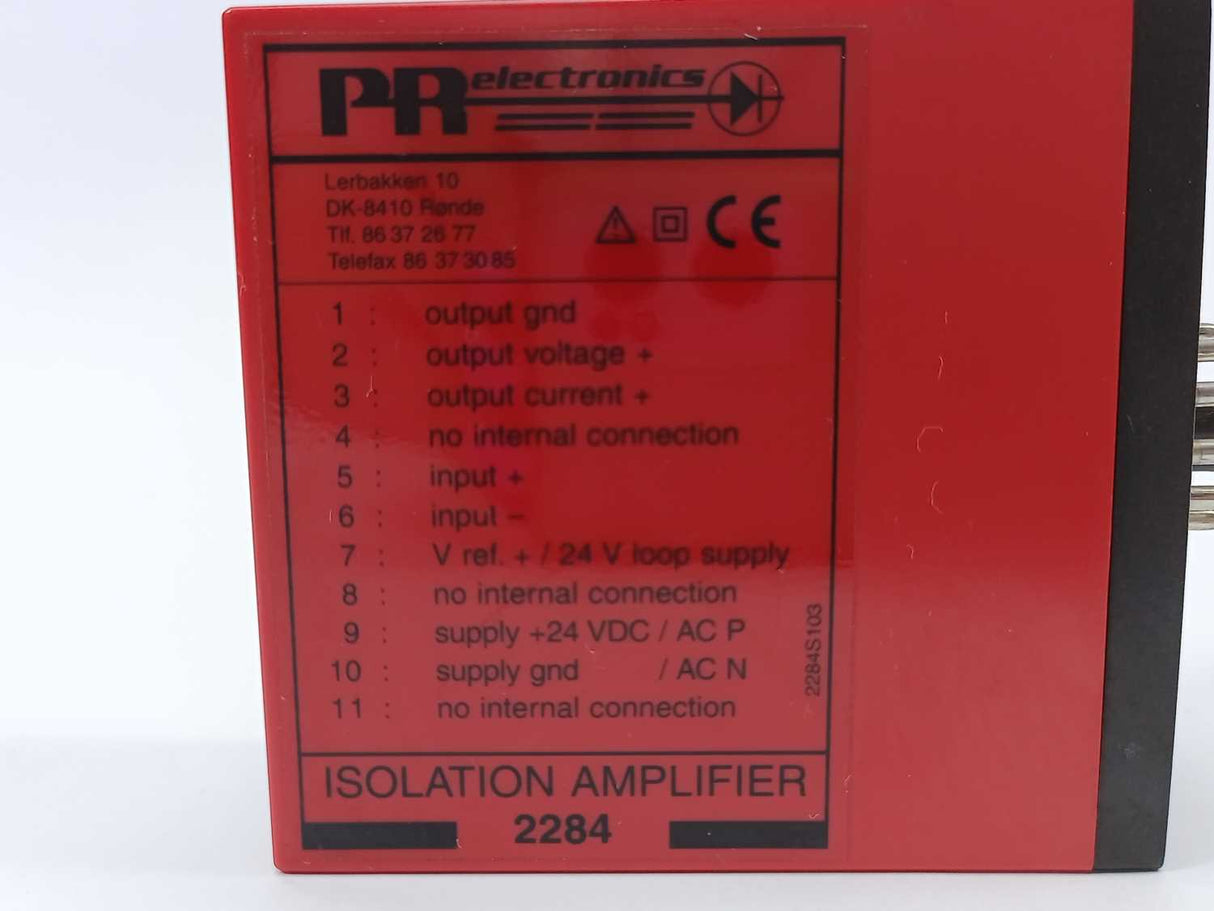 PR electronics
Lerbakken 10
DK-8410 Rønde
Tlf. 86 37 26 77
Telefax 86 37 30 85
CE
1 : output gnd
2 : output voltage +
3 : output current +
4 : no internal connection
5 : input +
6 : input –
7 : V ref. + / 24 V loop supply
8 : no internal connection
9 : supply +24 VDC / AC P
10 : supply gnd / AC N
11 : no internal connection
2284S103
ISOLATION AMPLIFIER
2284